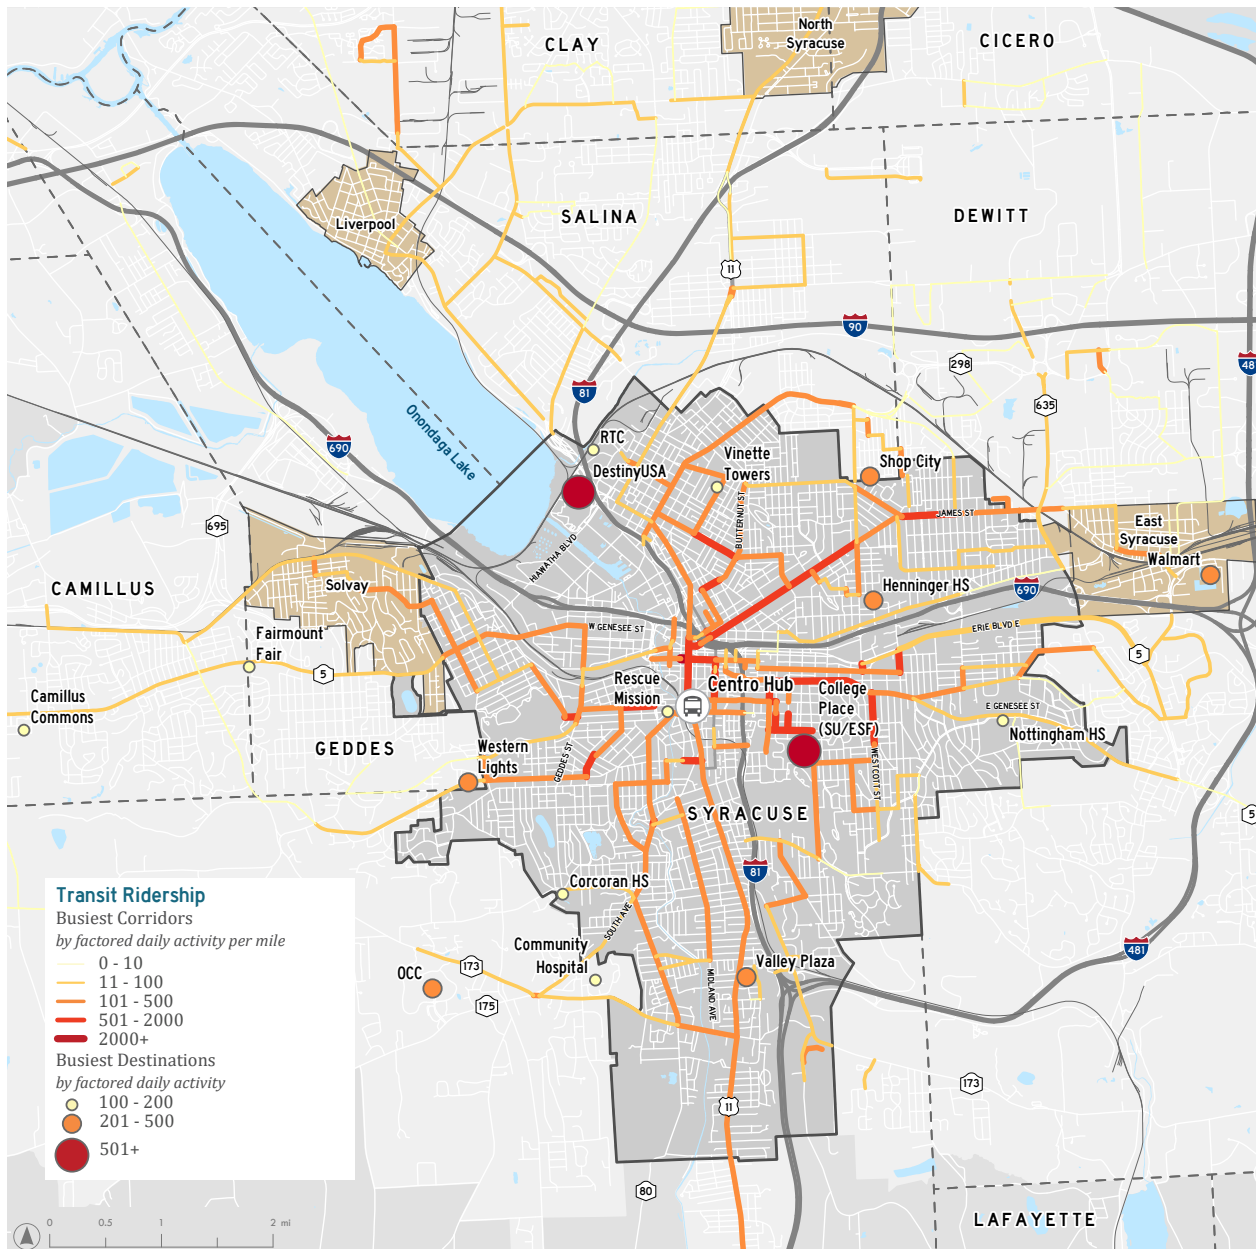 CLAY
North
Syracuse
CICERO
Liverpool
SALINA
DEWITT
11
90
298
81
481
635
Onondaga Lake
690
RTC
DestinyUSA
Vinette
Towers
Shop City
BUTTERNUT ST
JAMES ST
695
East
Syracuse
Walmart
HIAWATHA BLVD
CAMILLUS
Solvay
Henninger HS
690
W GENESEE ST
ERIE BLVD E
Fairmount
Fair
5
5
Rescue
Mission
Centro Hub
College
Place
(SU/ESF)
Camillus
Commons
E GENESEE ST
Nottingham HS
GEDDES
Western
Lights
GEDDES ST
WESTCOTT ST
SYRACUSE
5
81
Corcoran HS
SOUTH AVE
Community
Hospital
481
OCC
173
175
Valley Plaza
MIDLAND AVE
173
11
80
LAFAYETTE
Transit Ridership
Busiest Corridors
by factored daily activity per mile
0 - 10
11 - 100
101 - 500
501 - 2000
2000+
Busiest Destinations
by factored daily activity
100 - 200
201 - 500
501+
0 0.5 1 2 mi